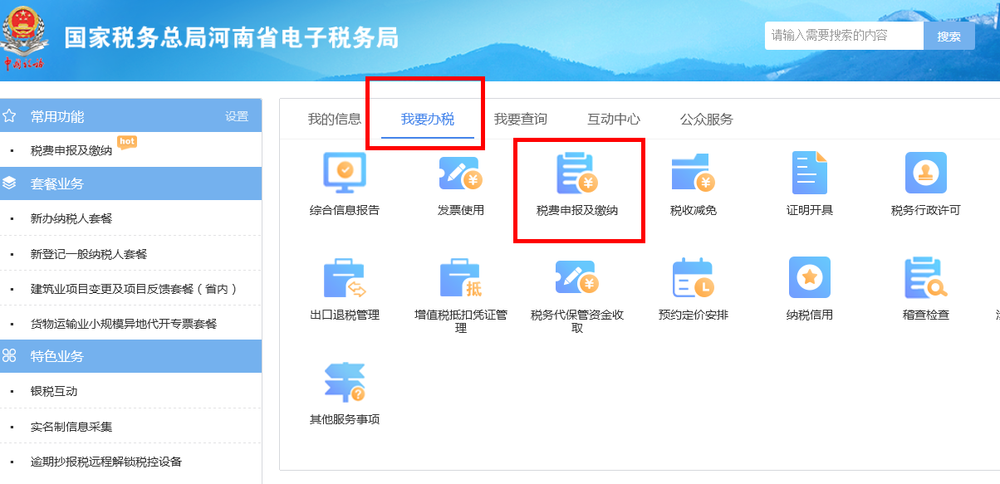 国家税务总局河南省电子税务局
中国税务
请输入需要搜索的内容
搜索
常用功能
设置
税费申报及缴纳
hot
套餐业务
新办纳税人套餐
新登记一般纳税人套餐
建筑业项目变更及项目反馈套餐（省内）
货物运输业小规模异地代开专票套餐
特色业务
银税互动
实名制信息采集
逾期抄报税远程解锁税控设备
我的信息
我要办税
我要查询
互动中心
公众服务
综合信息报告
发票使用
税费申报及缴纳
税收减免
证明开具
税务行政许可
出口退税管理
抵
增值税抵扣凭证管
理
税务代保管资金收
取
预约定价安排
纳税信用
稽查检查
其他服务事项